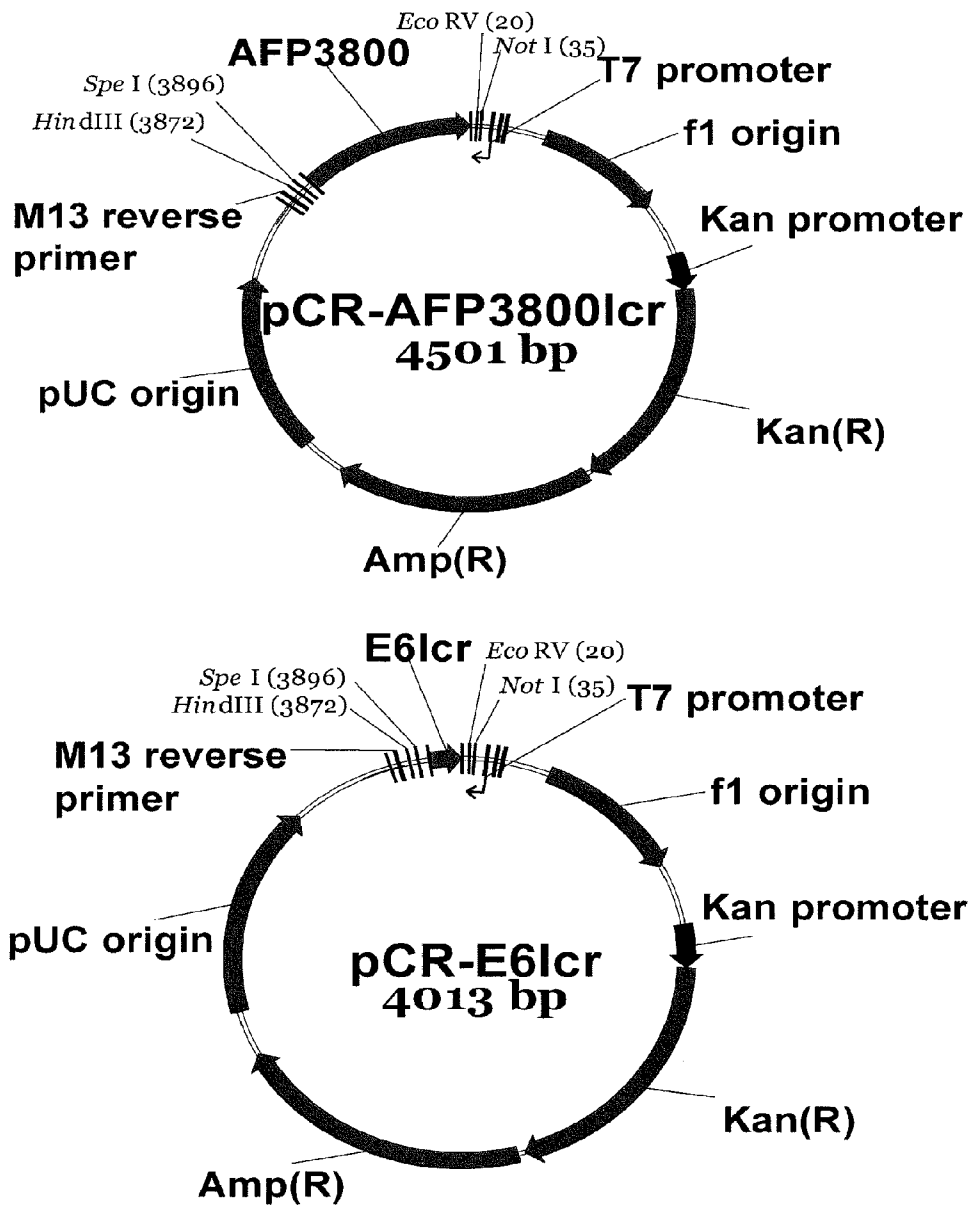 Eco RV (20)
AFP3800
Not I (35)
Spe I (3896)
T7 promoter
HindIII (3872)
f1 origin
M13 reverse
primer
Kan promoter
pCR-AFP3800lcr
4501 bp
pUC origin
Kan(R)
Amp(R)
E6lcr
Eco RV (20)
Spe I (3896)
Not I (35)
HindIII (3872)
T7 promoter
M13 reverse
primer
f1 origin
Kan promoter
pUC origin
pCR-E6lcr
4013 bp
Kan(R)
Amp(R)